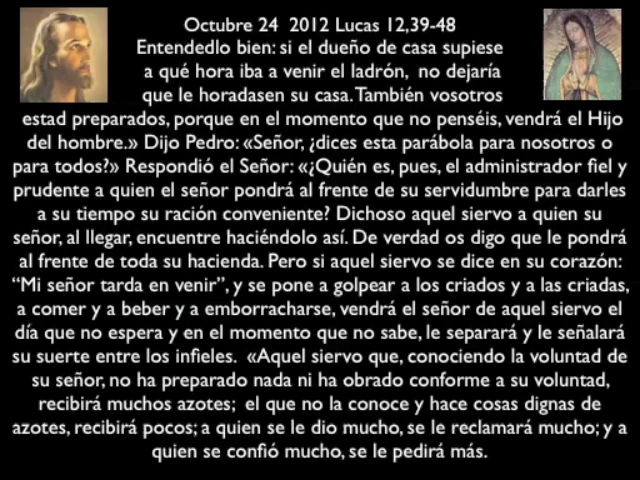 Octubre 24 2012 Lucas 12,39-48
Entendedlo bien: si el dueño de casa supiese
a qué hora iba a venir el ladrón, no dejaría
que le horadasen su casa. También vosotros
estad preparados, porque en el momento que no penséis, vendrá el Hijo
del hombre.» Dijo Pedro: «Señor, ¿dices esta parábola para nosotros o
para todos?» Respondió el Señor: «¿Quién es, pues, el administrador fiel y
prudente a quien el señor pondrá al frente de su servidumbre para darles
a su tiempo su ración conveniente? Dichoso aquel siervo a quien su
señor, al llegar, encuentre haciéndolo así. De verdad os digo que le pondrá
al frente de toda su hacienda. Pero si aquel siervo se dice en su corazón:
“Mi señor tarda en venir”, y se pone a golpear a los criados y a las criadas,
a comer y a beber y a emborracharse, vendrá el señor de aquel siervo el
día que no espera y en el momento que no sabe, le separará y le señalará
su suerte entre los infieles. «Aquel siervo que, conociendo la voluntad de
su señor, no ha preparado nada ni ha obrado conforme a su voluntad,
recibirá muchos azotes; el que no la conoce y hace cosas dignas de
azotes, recibirá pocos; a quien se le dio mucho, se le reclamará mucho; y a
quien se confió mucho, se le pedirá más.